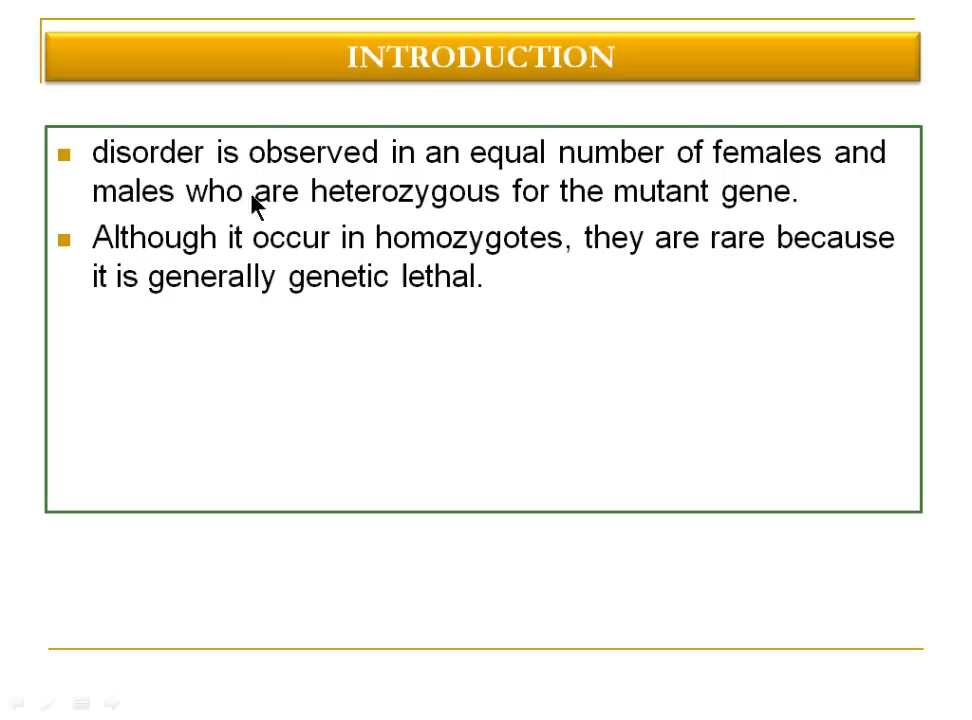 INTRODUCTION
disorder is observed in an equal number of females and
males who are heterozygous for the mutant gene.
Although it occur in homozygotes, they are rare because
it is generally genetic lethal.